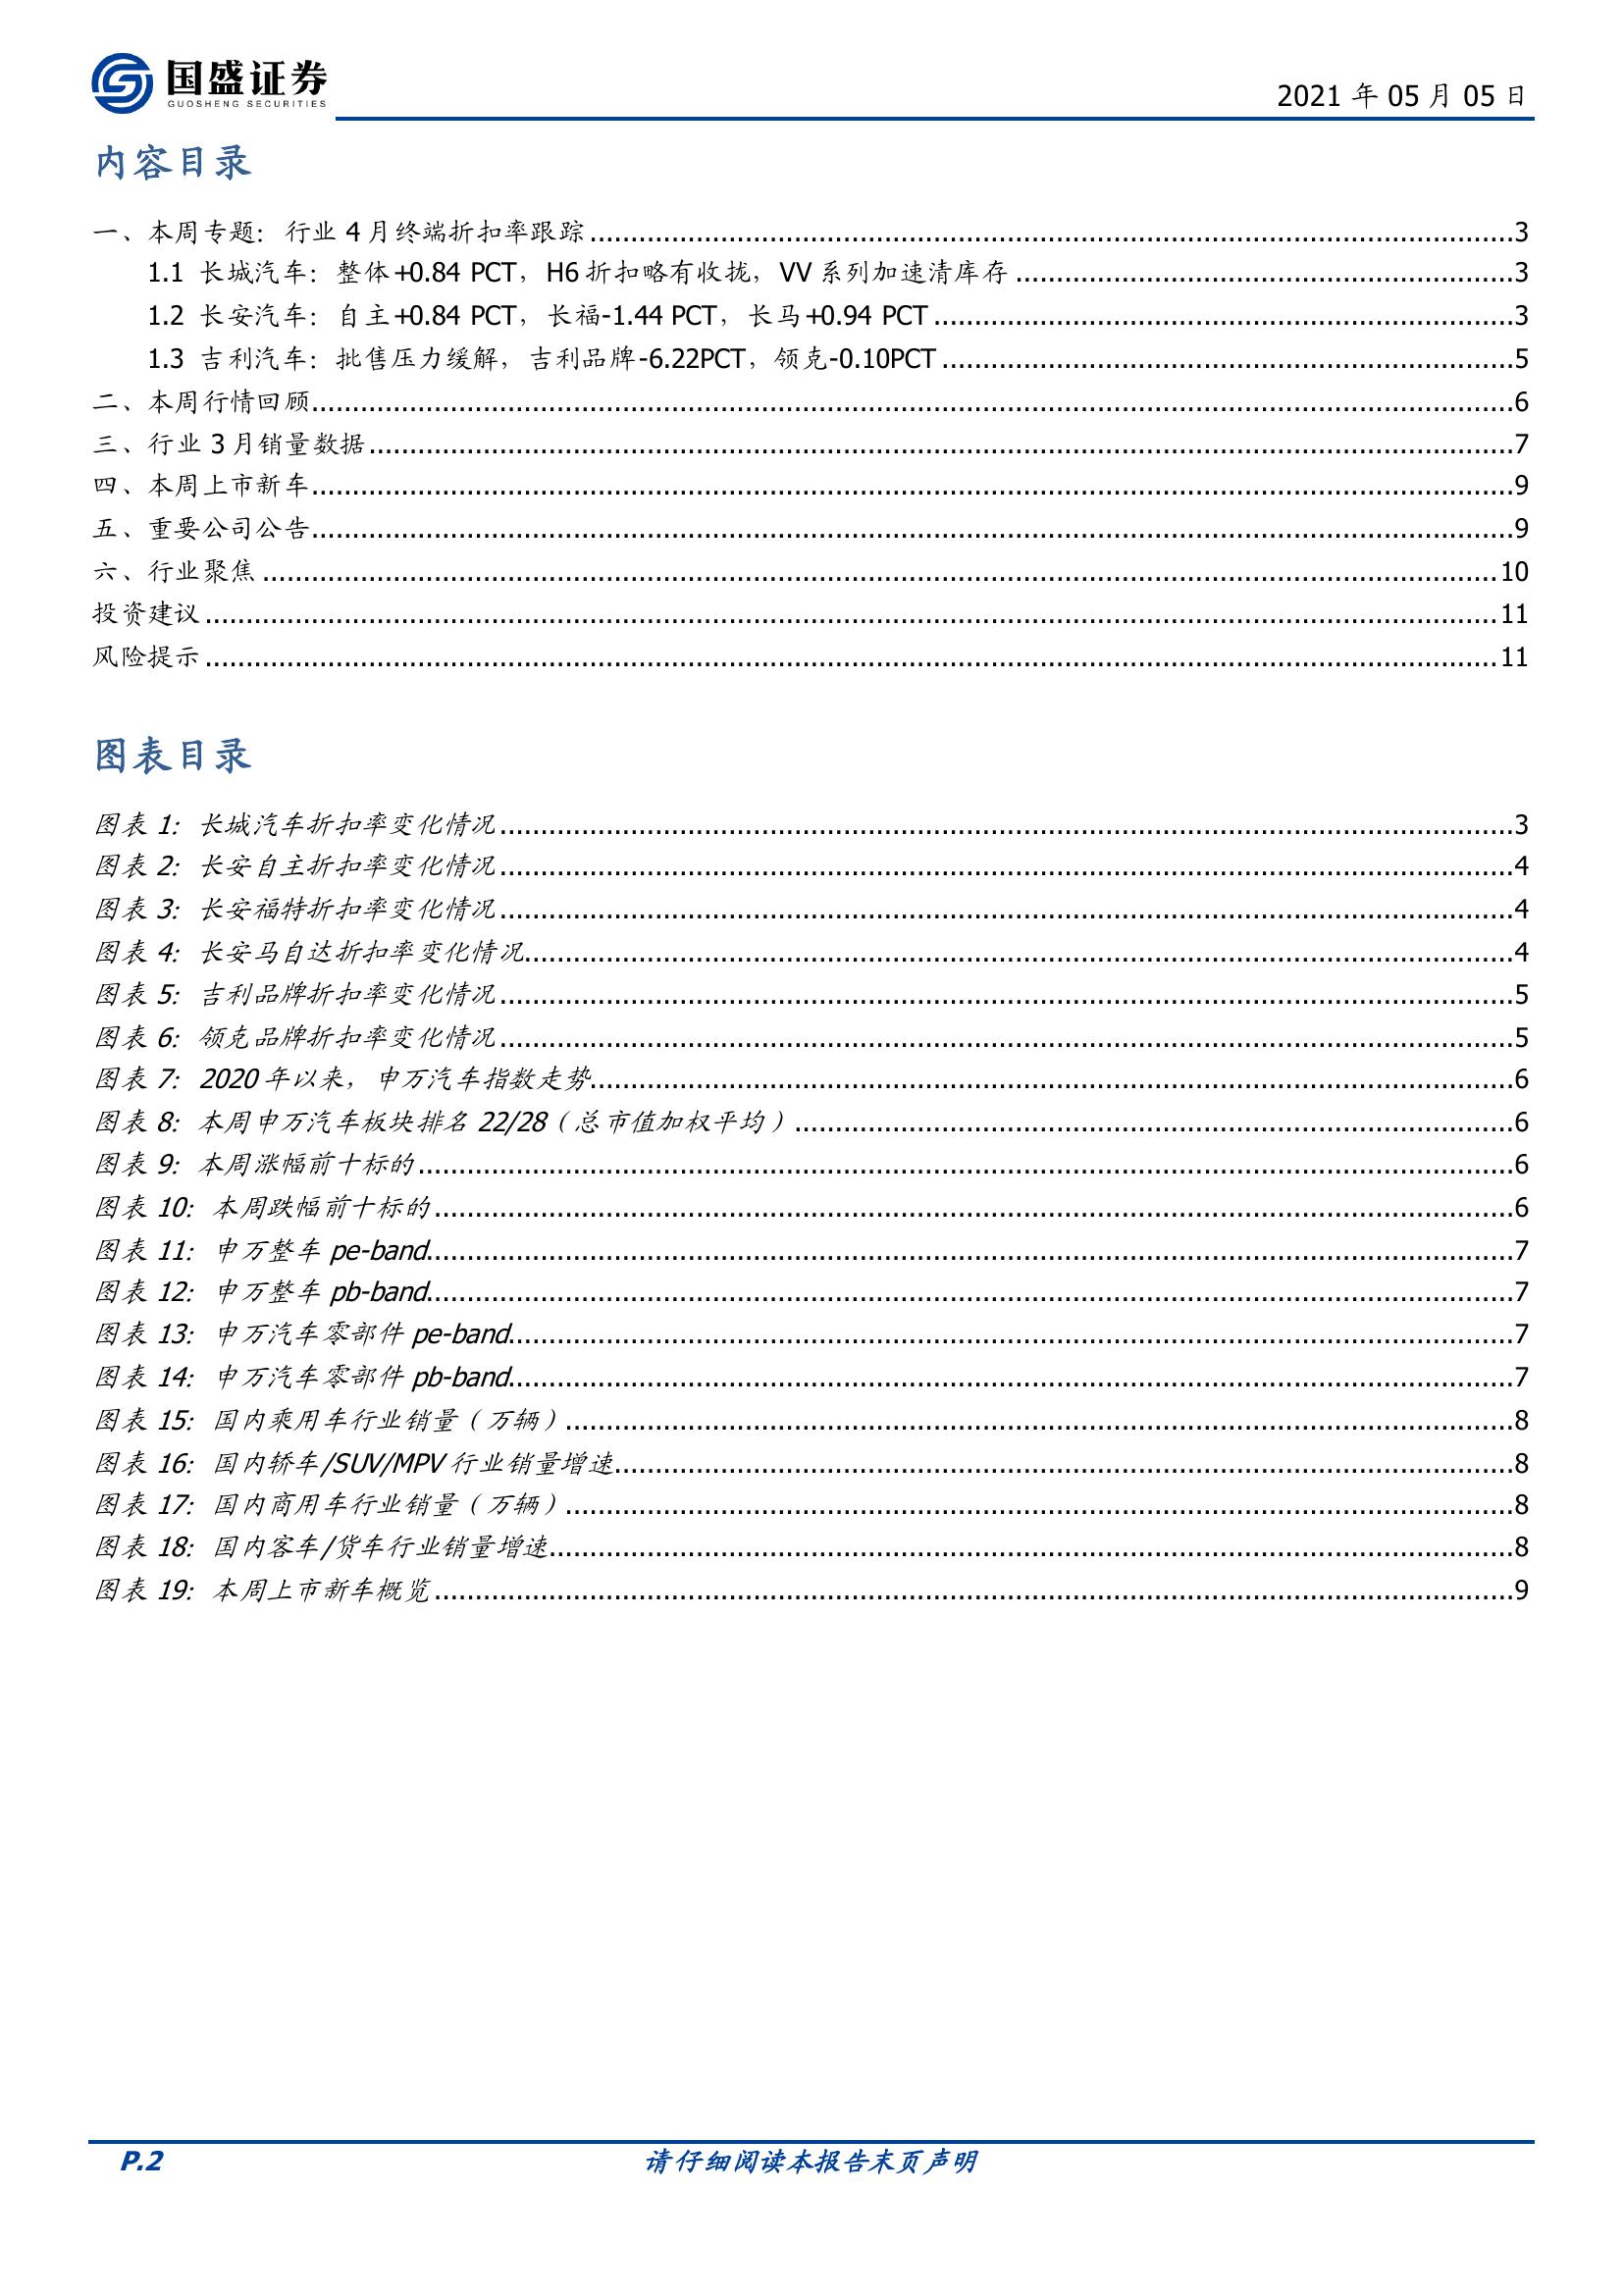 国盛证券
GUOSHENG SECURITIES
2021 年 05 月 05 日
内容目录
一、本周专题：行业 4 月终端折扣率跟踪 3
1.1 长城汽车：整体+0.84 PCT，H6 折扣略有收拢，VV 系列加速清库存 3
1.2 长安汽车：自主+0.84 PCT，长福-1.44 PCT，长马+0.94 PCT 3
1.3 吉利汽车：批售压力缓解，吉利品牌-6.22PCT，领克-0.10PCT 5
二、本周行情回顾 6
三、行业 3 月销量数据 7
四、本周上市新车 9
五、重要公司公告 9
六、行业聚焦 10
投资建议 11
风险提示 11
图表目录
图表 1: 长城汽车折扣率变化情况 3
图表 2: 长安自主折扣率变化情况 4
图表 3: 长安福特折扣率变化情况 4
图表 4: 长安马自达折扣率变化情况 4
图表 5: 吉利品牌折扣率变化情况 5
图表 6: 领克品牌折扣率变化情况 5
图表 7: 2020 年以来，申万汽车指数走势 6
图表 8: 本周申万汽车板块排名 22/28（总市值加权平均） 6
图表 9: 本周涨幅前十标的 6
图表 10: 本周跌幅前十标的 6
图表 11: 申万整车 pe-band 7
图表 12: 申万整车 pb-band 7
图表 13: 申万汽车零部件 pe-band 7
图表 14: 申万汽车零部件 pb-band 7
图表 15: 国内乘用车行业销量（万辆） 8
图表 16: 国内轿车/SUV/MPV 行业销量增速 8
图表 17: 国内商用车行业销量（万辆） 8
图表 18: 国内客车/货车行业销量增速 8
图表 19: 本周上市新车概览 9
P.2 请仔细阅读本报告末页声明